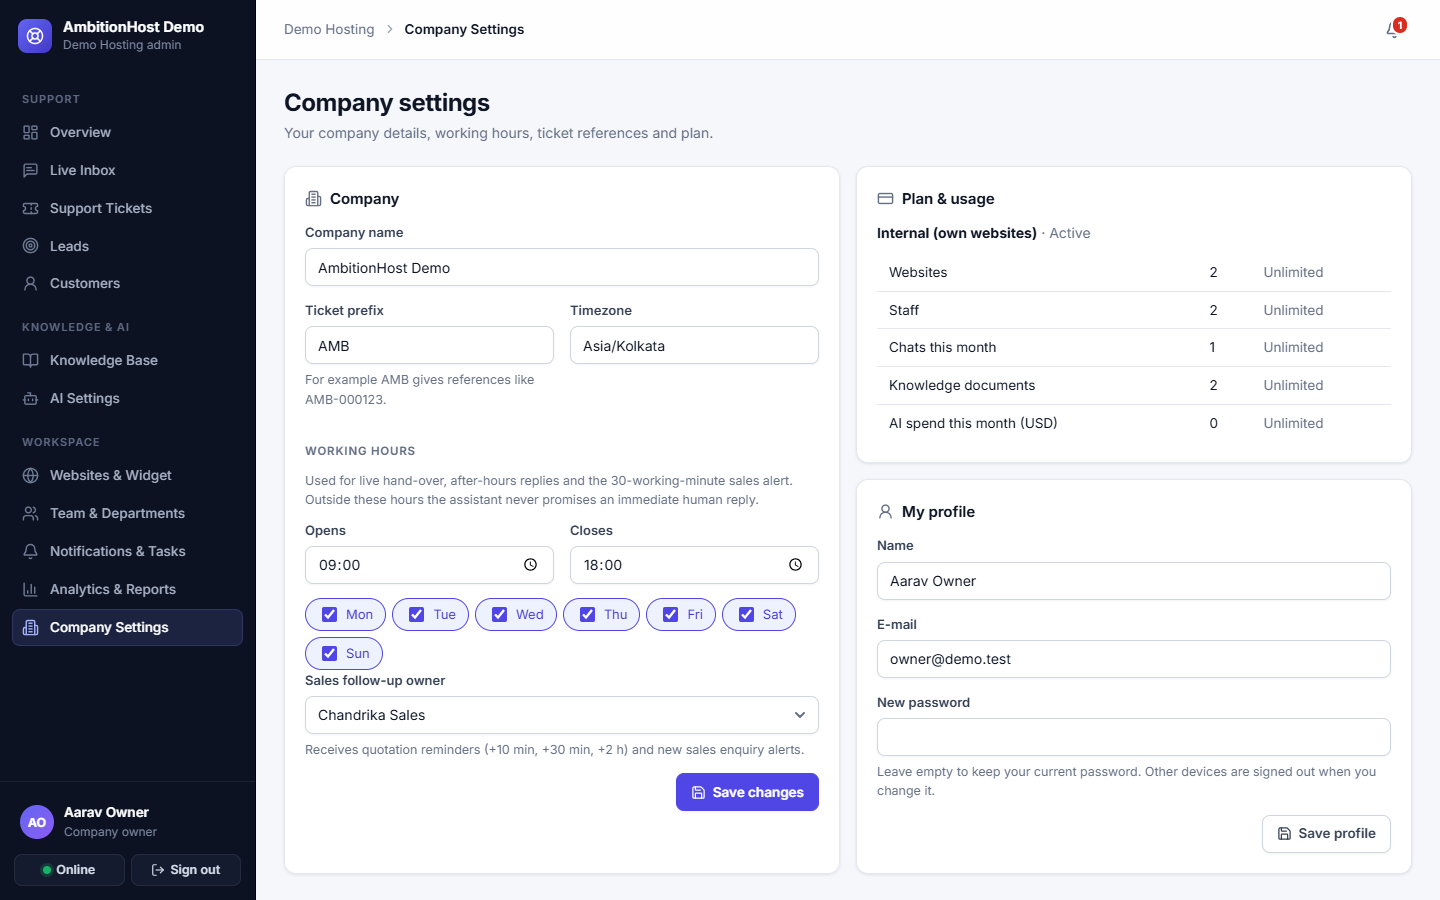 AmbitionHost Demo
Demo Hosting admin
SUPPORT
Overview
Live Inbox
Support Tickets
Leads
Customers
KNOWLEDGE & AI
Knowledge Base
AI Settings
WORKSPACE
Websites & Widget
Team & Departments
Notifications & Tasks
Analytics & Reports
Company Settings
AO
Aarav Owner
Company owner
Online
Sign out
Demo Hosting > Company Settings
1
Company settings
Your company details, working hours, ticket references and plan.
Company
Company name
AmbitionHost Demo
Ticket prefix
Timezone
AMB
Asia/Kolkata
For example AMB gives references like
AMB-000123.
WORKING HOURS
Used for live hand-over, after-hours replies and the 30-working-minute sales alert.
Outside these hours the assistant never promises an immediate human reply.
Opens
Closes
09:00
18:00
Mon Tue Wed Thu Fri Sat
Sun
Sales follow-up owner
Chandrika Sales
Receives quotation reminders (+10 min, +30 min, +2 h) and new sales enquiry alerts.
Save changes
Plan & usage
Internal (own websites) · Active
Websites 2 Unlimited
Staff 2 Unlimited
Chats this month 1 Unlimited
Knowledge documents 2 Unlimited
AI spend this month (USD) 0 Unlimited
My profile
Name
Aarav Owner
E-mail
owner@demo.test
New password
Leave empty to keep your current password. Other devices are signed out when you
change it.
Save profile